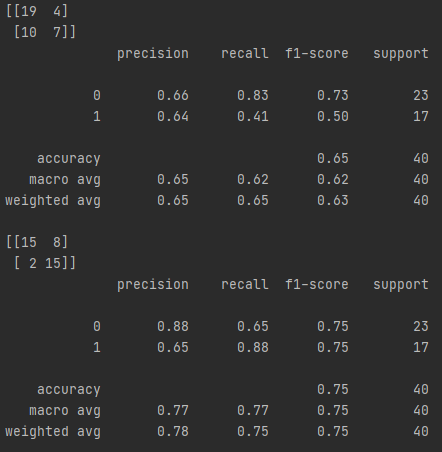 [[19  4]
 [10  7]]
              precision    recall  f1-score   support

           0       0.66      0.83      0.73        23
           1       0.64      0.41      0.50        17

    accuracy                           0.65        40
   macro avg       0.65      0.62      0.62        40
weighted avg       0.65      0.65      0.63        40

[[15  8]
 [ 2 15]]
              precision    recall  f1-score   support

           0       0.88      0.65      0.75        23
           1       0.65      0.88      0.75        17

    accuracy                           0.75        40
   macro avg       0.77      0.77      0.75        40
weighted avg       0.78      0.75      0.75        40